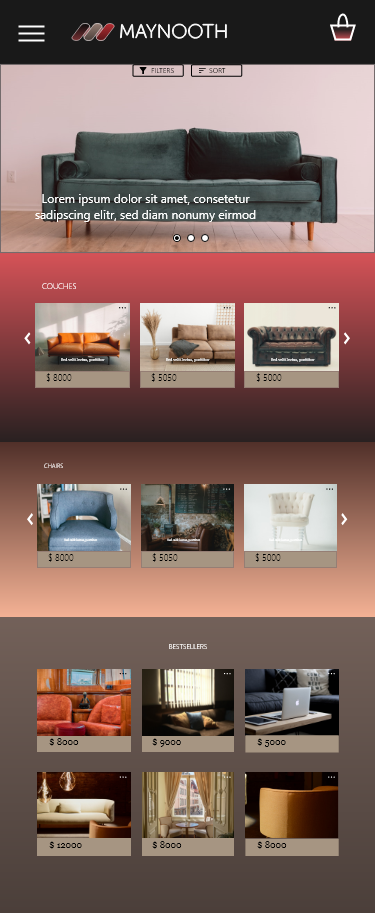 MAYNOOTH
FILTERS
SORT
Lorem ipsum dolor sit amet, consetetur
sadipscing elitr, sed diam nonumy eirmod
COUCHES
$ 8000
$ 5050
$ 5000
CHAIRS
$ 8000
$ 5050
$ 5000
BESTSELLERS
$ 8000
$ 9000
$ 5000
$ 12000
$ 8000
$ 8000